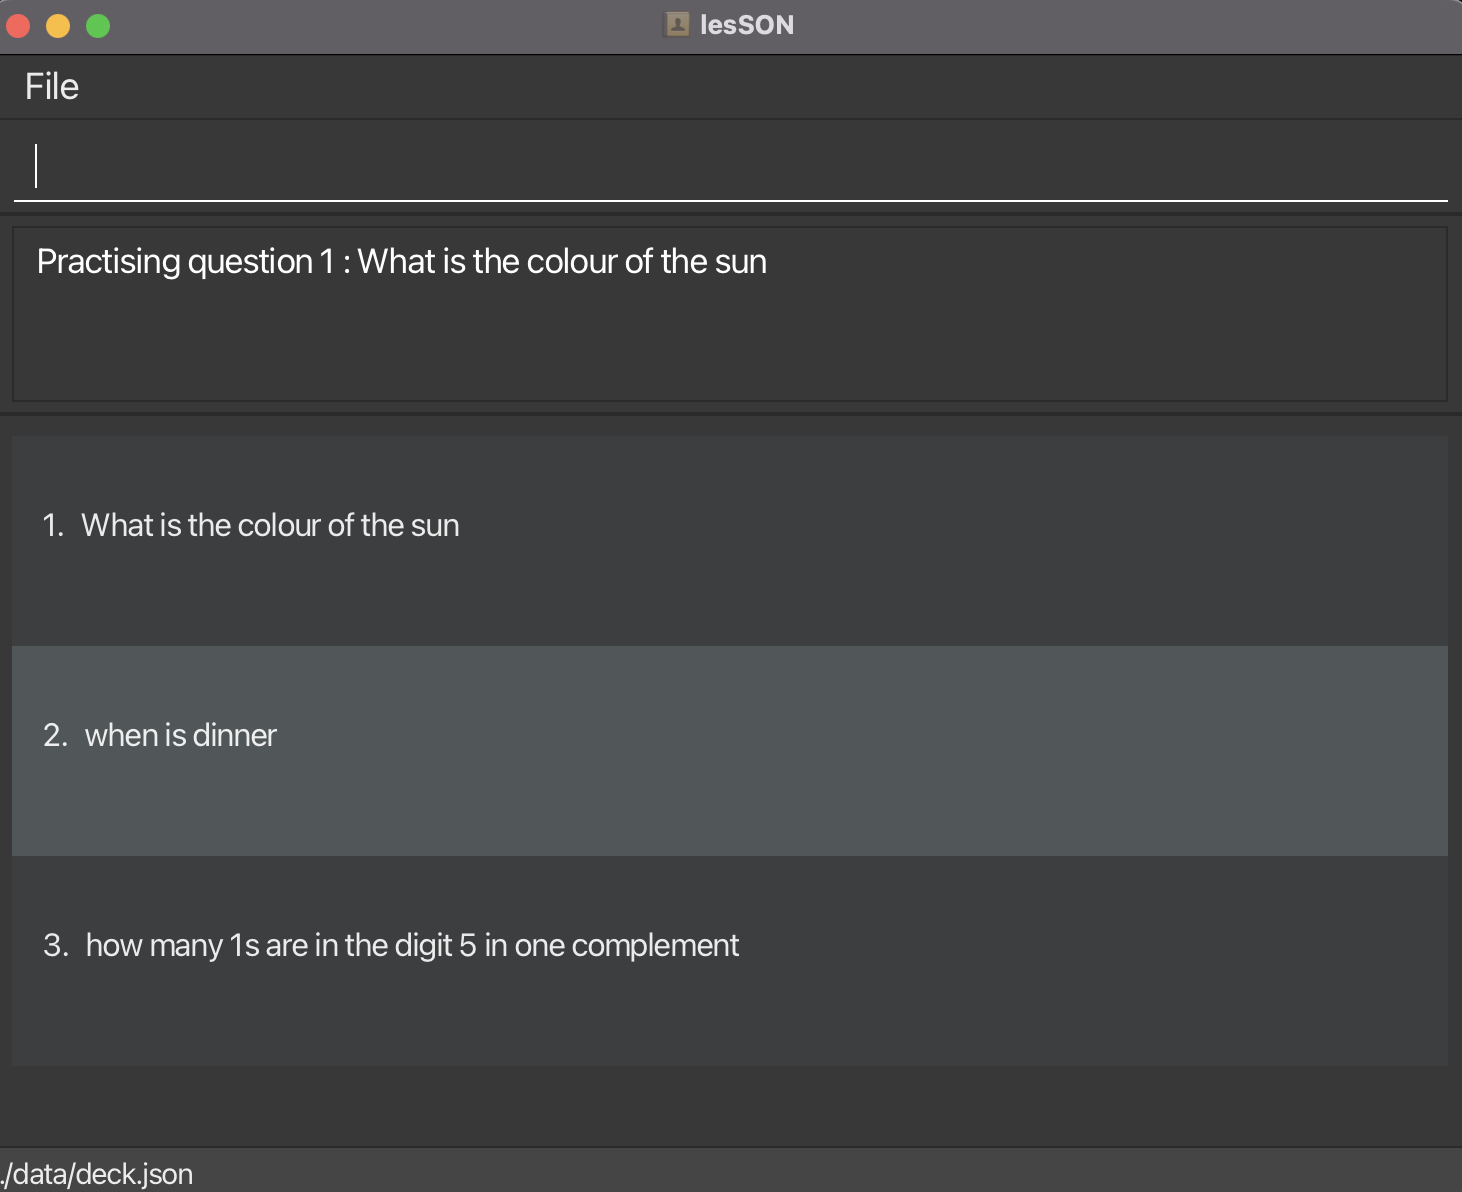 lesSON
File
Practising question 1 : What is the colour of the sun
1. What is the colour of the sun
2. when is dinner
3. how many 1s are in the digit 5 in one complement
./data/deck.json